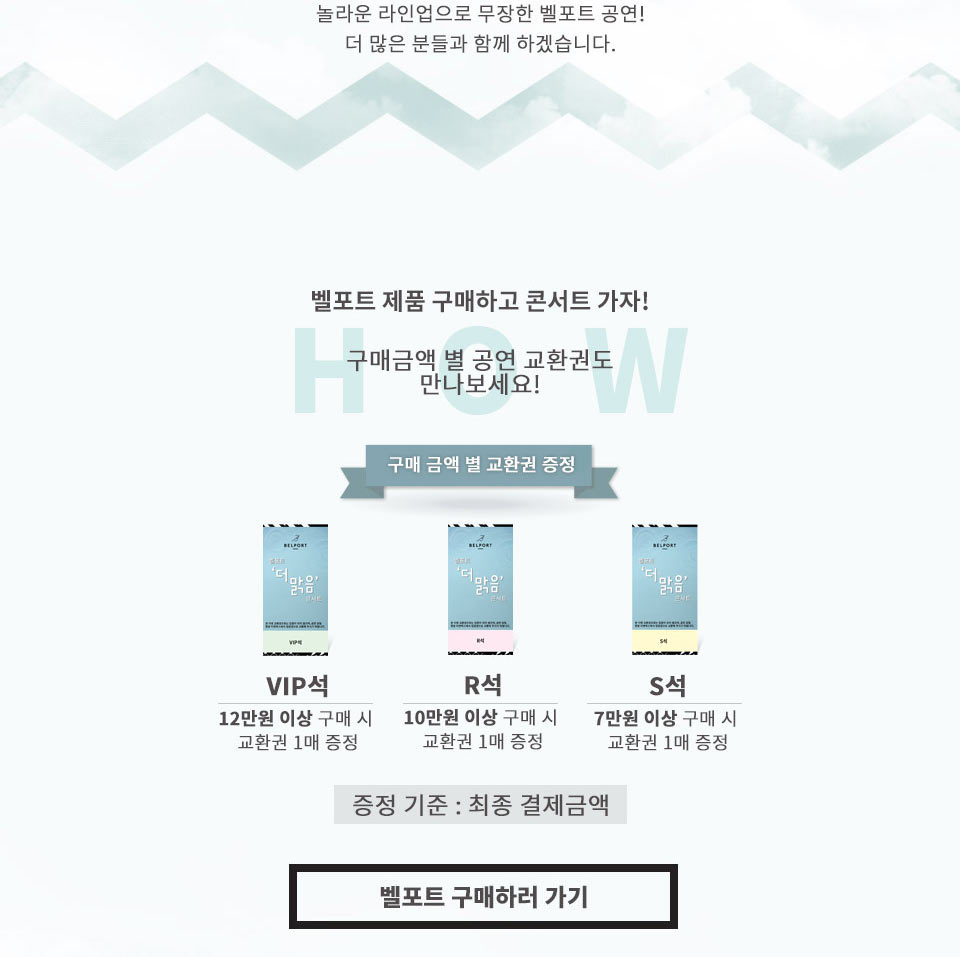 놀라운 라인업으로 무장한 벨포트 공연!
더 많은 분들과 함께 하겠습니다.
벨포트 제품 구매하고 콘서트 가자!
HOW
구매금액 별 공연 교환권도
만나보세요!
구매 금액 별 교환권 증정
BELPORT
벨포트
'더
맑음'
콘서트
VIP석
BELPORT
벨포트
'더
맑음'
콘서트
R석
BELPORT
벨포트
'더
맑음'
콘서트
S석
VIP석
12만원 이상 구매 시
교환권 1매 증정
R석
10만원 이상 구매 시
교환권 1매 증정
S석
7만원 이상 구매 시
교환권 1매 증정
증정 기준 : 최종 결제금액
벨포트 구매하러 가기